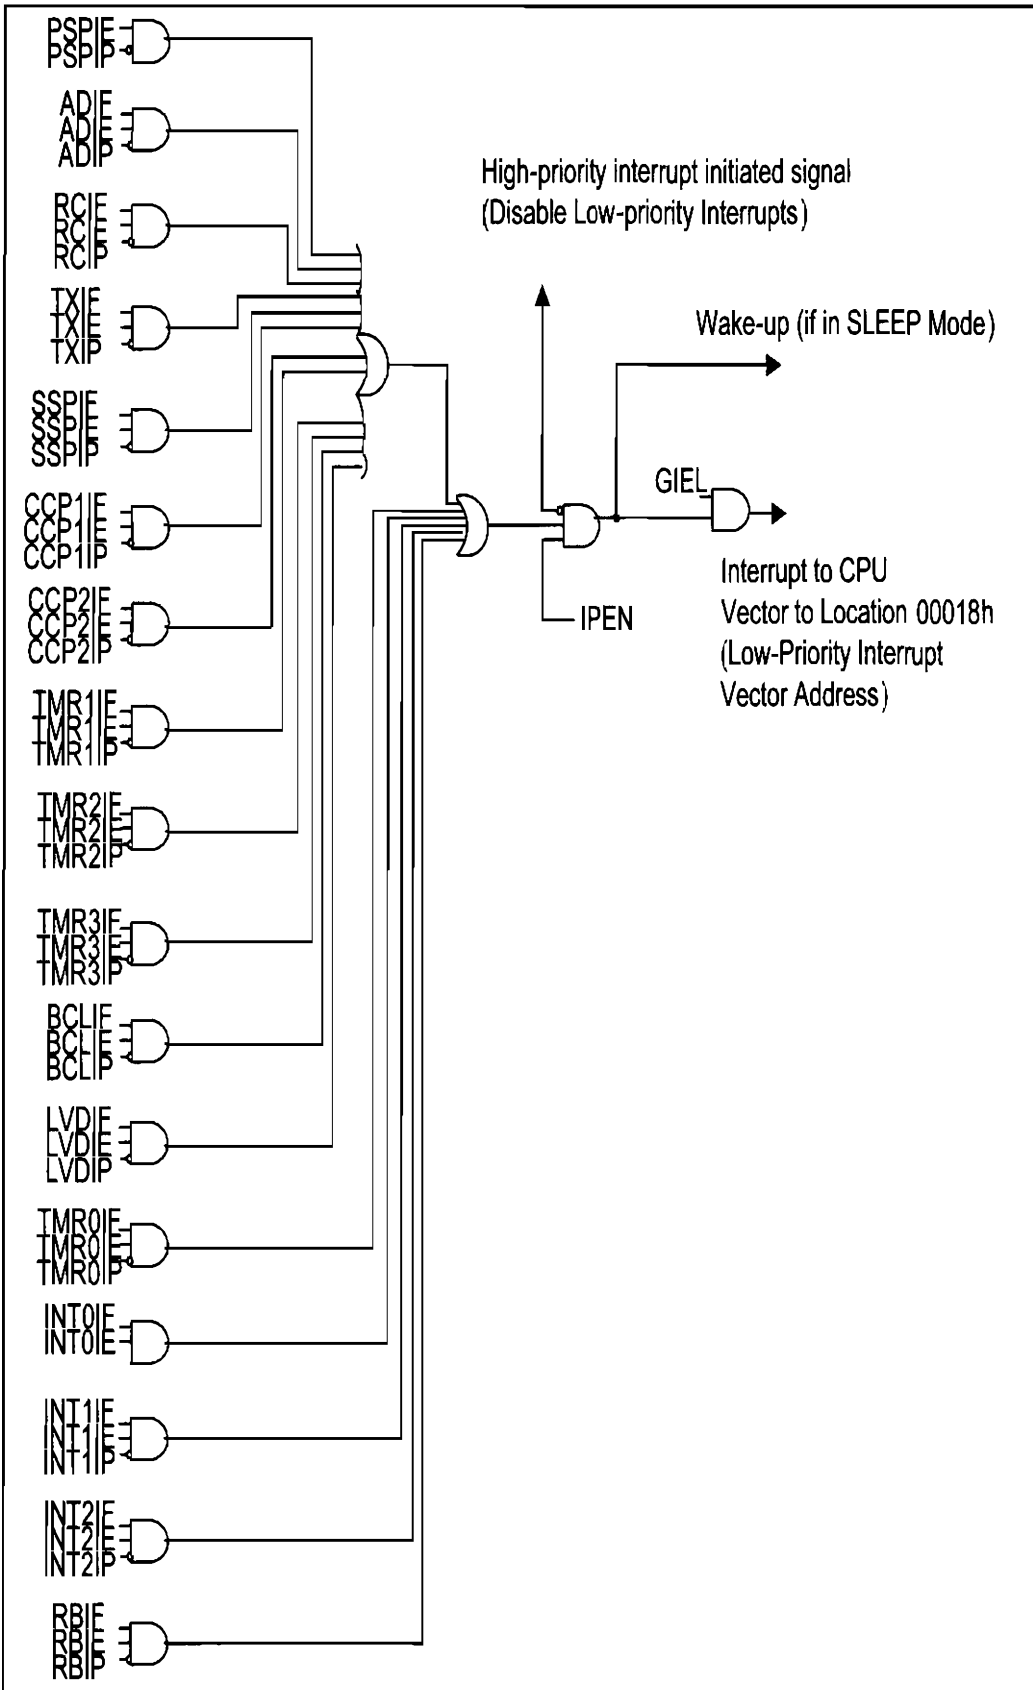 PSPIE
PSPIP
ADIF
ADIE
ADIP
RCIF
RCIE
RCIP
TXIF
TXIE
TXIP
SSPIF
SSPIE
SSPIP
CCP1IF
CCP1IE
CCP1IP
CCP2IF
CCP2IE
CCP2IP
TMR1IF
TMR1IE
TMR1IP
TMR2IF
TMR2IE
TMR2IP
TMR3IF
TMR3IE
TMR3IP
BCLIF
BCLIE
BCLIP
LVDIF
LVDIE
LVDIP
TMR0IF
TMR0IE
TMR0IP
INT0IF
INT0IE
INT1IF
INT1IE
INT1IP
INT2IF
INT2IE
INT2IP
RBIF
RBIE
RBIP
High-priority interrupt initiated signal
(Disable Low-priority Interrupts)
Wake-up (if in SLEEP Mode)
GIEL
IPEN
Interrupt to CPU
Vector to Location 00018h
(Low-Priority Interrupt
Vector Address)